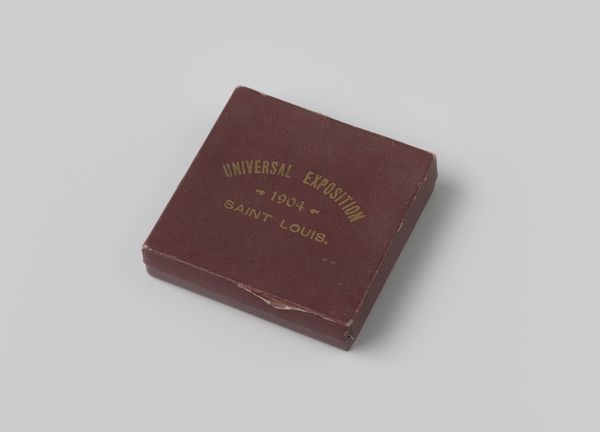 UNIVERSAL EXPOSITION
1904
SAINT LOUIS.